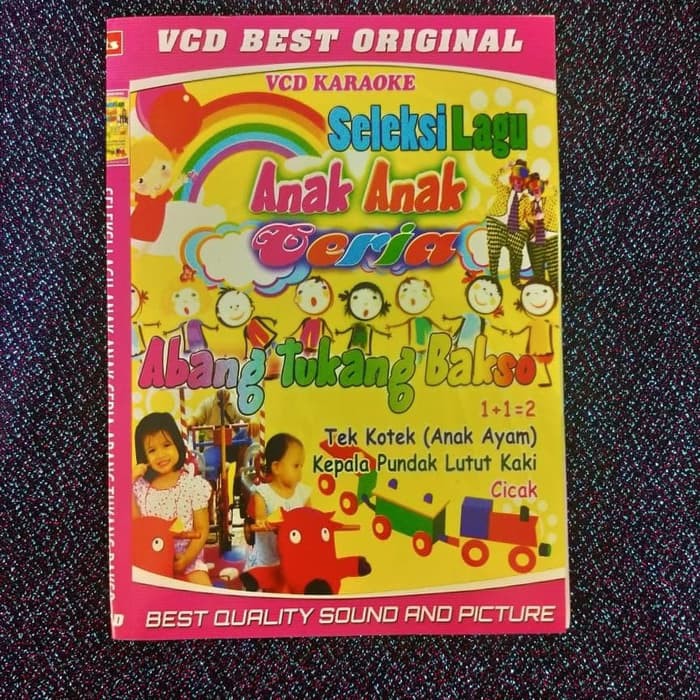 VCD BEST ORIGINAL
VCD KARAOKE
Seleksi Lagu
Anak Anak
Ceria
Abang Tukang Bakso
1+1=2
Tek Kotek (Anak Ayam)
Kepala Pundak Lutut Kaki
Cicak
BEST QUALITY SOUND AND PICTURE